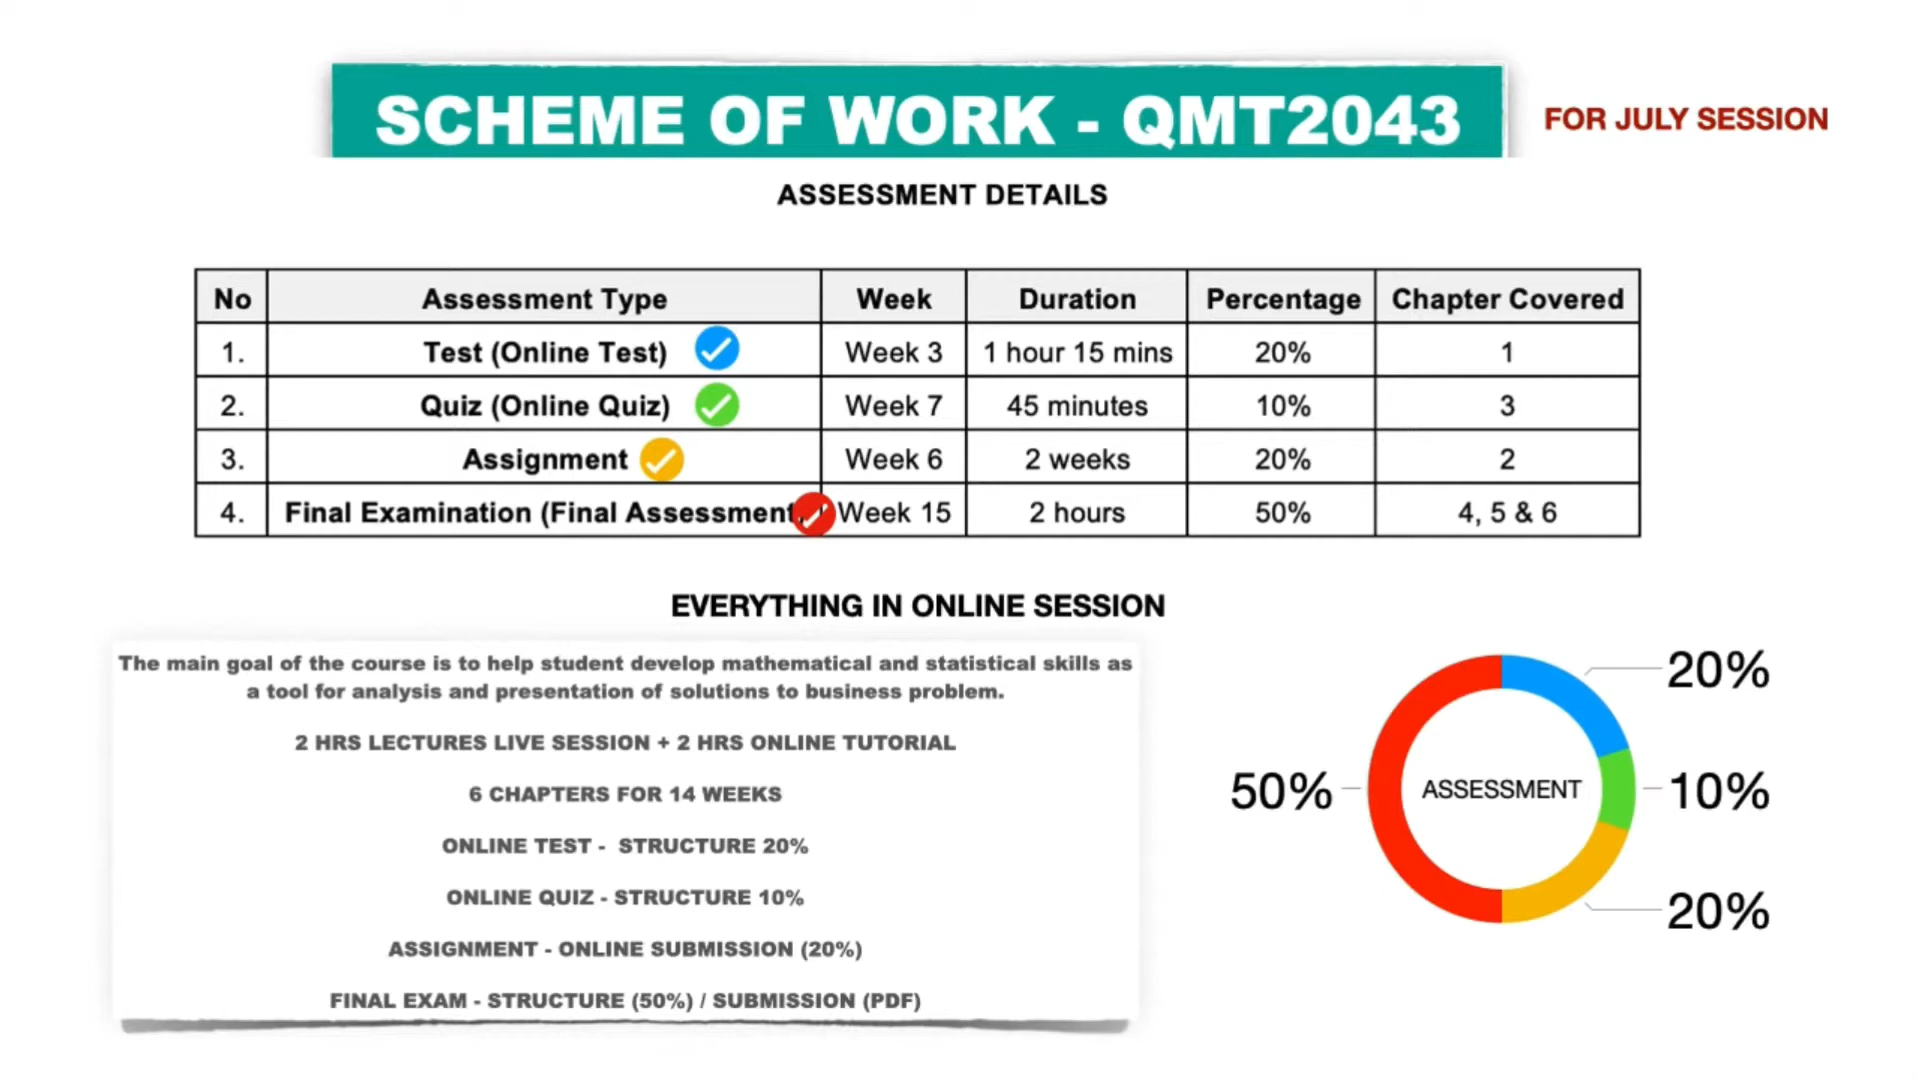 SCHEME OF WORK - QMT2043
FOR JULY SESSION
ASSESSMENT DETAILS
No Assessment Type Week Duration Percentage Chapter Covered
1. Test (Online Test) Week 3 1 hour 15 mins 20% 1
2. Quiz (Online Quiz) Week 7 45 minutes 10% 3
3. Assignment Week 6 2 weeks 20% 2
4. Final Examination (Final Assessment) Week 15 2 hours 50% 4, 5 & 6
EVERYTHING IN ONLINE SESSION
The main goal of the course is to help student develop mathematical and statistical skills as
a tool for analysis and presentation of solutions to business problem.
2 HRS LECTURES LIVE SESSION + 2 HRS ONLINE TUTORIAL
6 CHAPTERS FOR 14 WEEKS
ONLINE TEST - STRUCTURE 20%
ONLINE QUIZ - STRUCTURE 10%
ASSIGNMENT - ONLINE SUBMISSION (20%)
FINAL EXAM - STRUCTURE (50%) / SUBMISSION (PDF)
20%
50%
ASSESSMENT
10%
20%